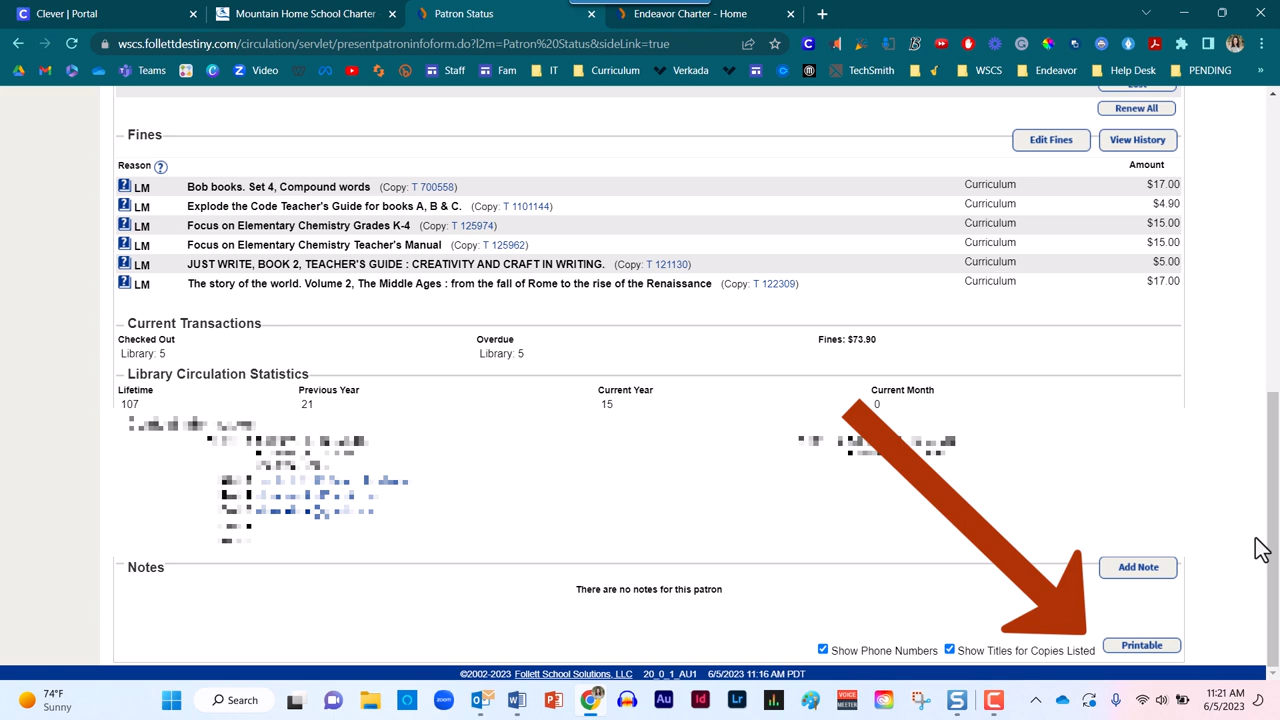 Clever | Portal
Mountain Home School Charter
Patron Status
Endeavor Charter - Home
wscs.follettdestiny.com/circulation/servlet/presentpatroninfoform.do?l2m=Patron%20Status&sideLink=true
Teams
Video
Staff
Fam
IT
Curriculum
Verkada
TechSmith
WSCS
Endeavor
Help Desk
PENDING
»
Renew All
Fines
Edit Fines
View History
Reason ?
Amount
? LM Bob books. Set 4, Compound words (Copy: T 700558) Curriculum $17.00
? LM Explode the Code Teacher's Guide for books A, B & C. (Copy: T 1101144) Curriculum $4.90
? LM Focus on Elementary Chemistry Grades K-4 (Copy: T 125974) Curriculum $15.00
? LM Focus on Elementary Chemistry Teacher's Manual (Copy: T 125962) Curriculum $15.00
? LM JUST WRITE, BOOK 2, TEACHER'S GUIDE : CREATIVITY AND CRAFT IN WRITING. (Copy: T 121130) Curriculum $5.00
? LM The story of the world. Volume 2, The Middle Ages : from the fall of Rome to the rise of the Renaissance (Copy: T 122309) Curriculum $17.00
Current Transactions
Checked Out Overdue Fines: $73.90
Library: 5 Library: 5
Library Circulation Statistics
Lifetime Previous Year Current Year Current Month
107 21 15 0
Notes
Add Note
There are no notes for this patron
Show Phone Numbers Show Titles for Copies Listed Printable
©2002-2023 Follett School Solutions, LLC 20_0_1_AU1 6/5/2023 11:16 AM PDT
74°F
Sunny
Search
zoom
Au
Id
Lr
VOICE
MEETER
11:21 AM
6/5/2023